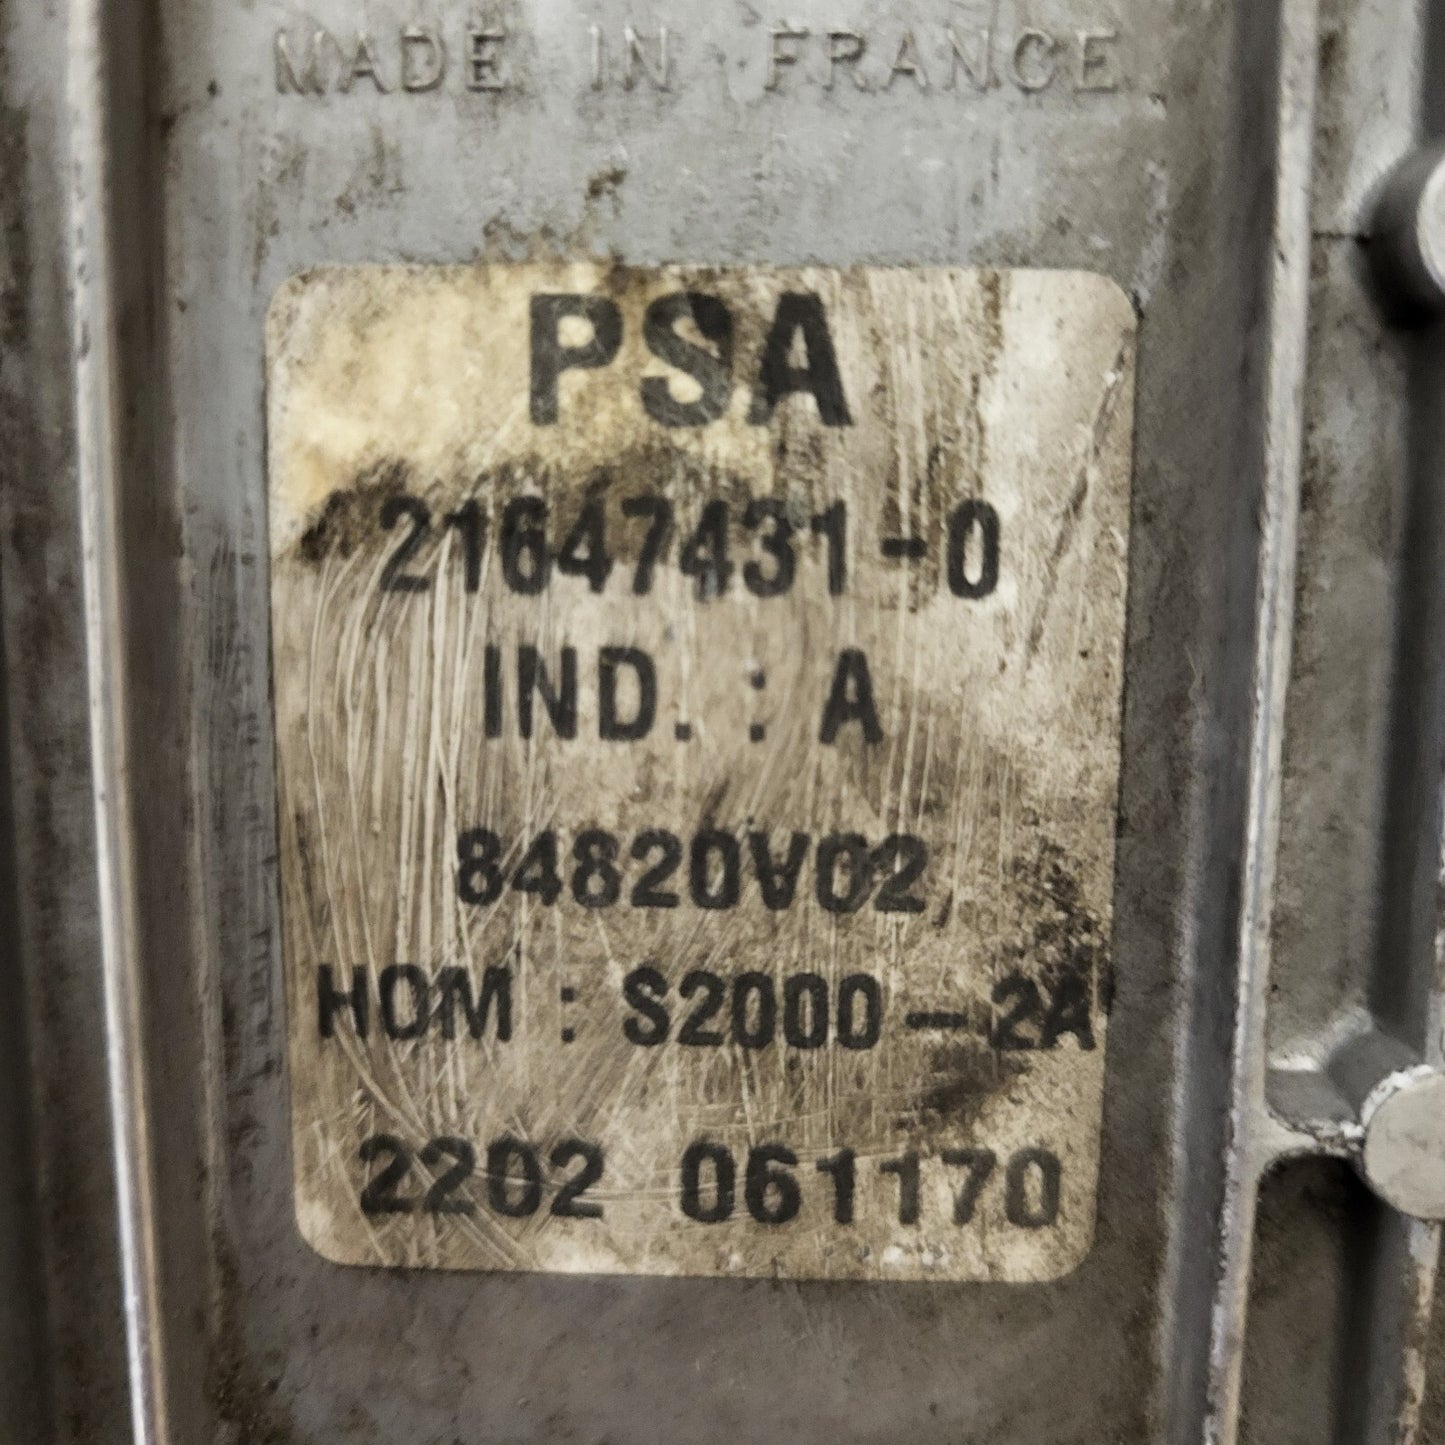 MADE IN FRANCE
PSA
21647431-0
IND. : A
84820V02
HOM : S2000-2A
2202 061170